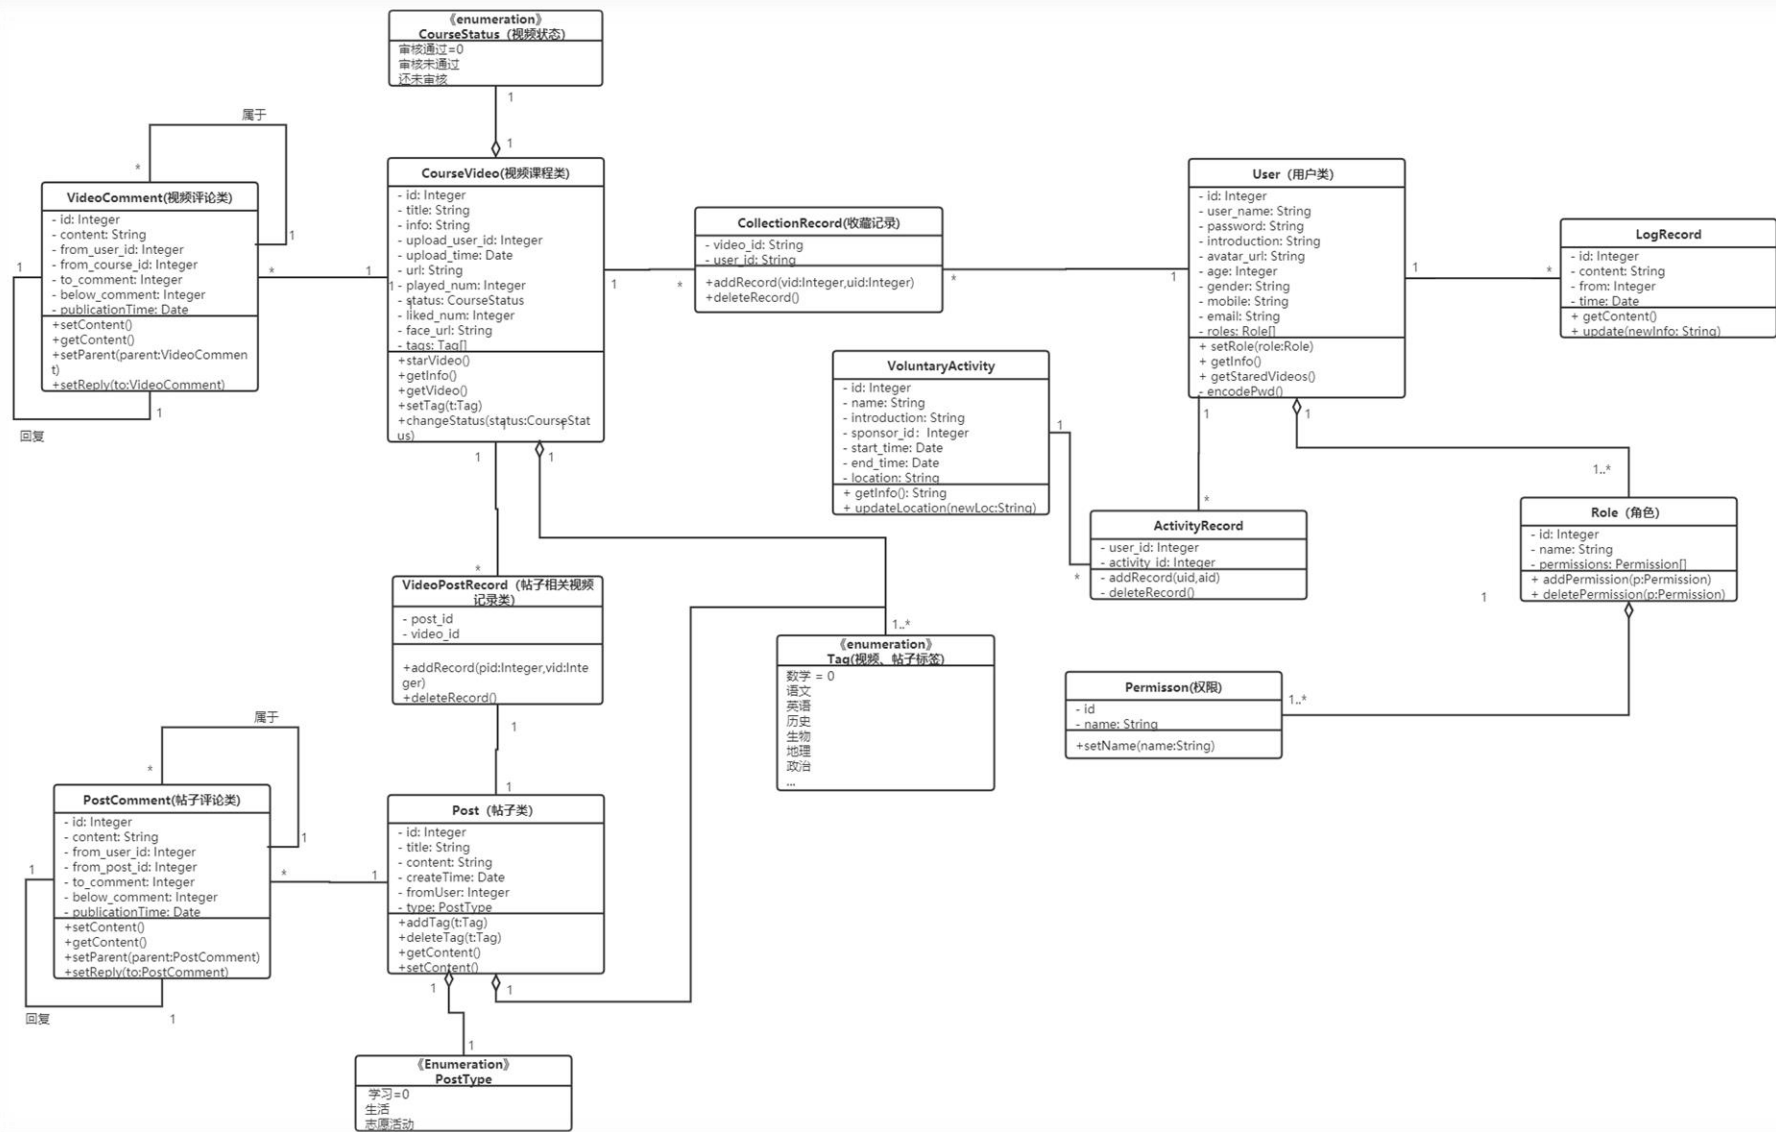 《enumeration》
CourseStatus（视频状态）
审核通过=0
审核未通过
还未审核
1
1
属于
*
1
VideoComment(视频评论类)
- id: Integer
- content: String
- from_user_id: Integer
- from_course_id: Integer
- to_comment: Integer
- below_comment: Integer
- publicationTime: Date
+setContent()
+getContent()
+setParent(parent:VideoCommen
t)
+setReply(to:VideoComment)
1
1
回复
*
1
CourseVideo(视频课程类)
- id: Integer
- title: String
- info: String
- upload_user_id: Integer
- upload_time: Date
- url: String
- played_num: Integer
- status: CourseStatus
- liked_num: Integer
- face_url: String
- tags: Tag[]
+starVideo()
+getInfo()
+getVideo()
+setTag(t:Tag)
+changeStatus(status:CourseStat
us)
1
1
1
1
1
*
CollectionRecord(收藏记录)
- video_id: String
- user_id: String
+addRecord(vid:Integer,uid:Integer)
+deleteRecord()
*
1
User（用户类）
- id: Integer
- user_name: String
- password: String
- introduction: String
- avatar_url: String
- age: Integer
- gender: String
- mobile: String
- email: String
- roles: Role[]
+ setRole(role:Role)
+ getInfo()
+ getStaredVideos()
- encodePwd()
1
*
LogRecord
- id: Integer
- content: String
- from: Integer
- time: Date
+ getContent()
+ update(newInfo: String)
VoluntaryActivity
- id: Integer
- name: String
- introduction: String
- sponsor_id: Integer
- start_time: Date
- end_time: Date
- location: String
+ getInfo(): String
+ updateLocation(newLoc:String)
1
*
1
*
ActivityRecord
- user_id: Integer
- activity_id: Integer
- addRecord(uid,aid)
- deleteRecord()
1
1..*
Role（角色）
- id: Integer
- name: String
- permissions: Permission[]
+ addPermission(p:Permission)
+ deletePermission(p:Permission)
1
1..*
Permisson(权限)
- id
- name: String
+setName(name:String)
1
1
*
VideoPostRecord（帖子相关视频
记录类）
- post_id
- video_id
+addRecord(pid:Integer,vid:Inte
ger)
+deleteRecord()
1
1
1..*
《enumeration》
Tag(视频、帖子标签)
数学 = 0
语文
英语
历史
生物
地理
政治
...
属于
*
1
PostComment(帖子评论类)
- id: Integer
- content: String
- from_user_id: Integer
- from_post_id: Integer
- to_comment: Integer
- below_comment: Integer
- publicationTime: Date
+setContent()
+getContent()
+setParent(parent:PostComment)
+setReply(to:PostComment)
1
1
回复
*
1
Post（帖子类）
- id: Integer
- title: String
- content: String
- createTime: Date
- fromUser: Integer
- type: PostType
+addTag(t:Tag)
+deleteTag(t:Tag)
+getContent()
+setContent()
1
1
1
《Enumeration》
PostType
学习=0
生活
志愿活动